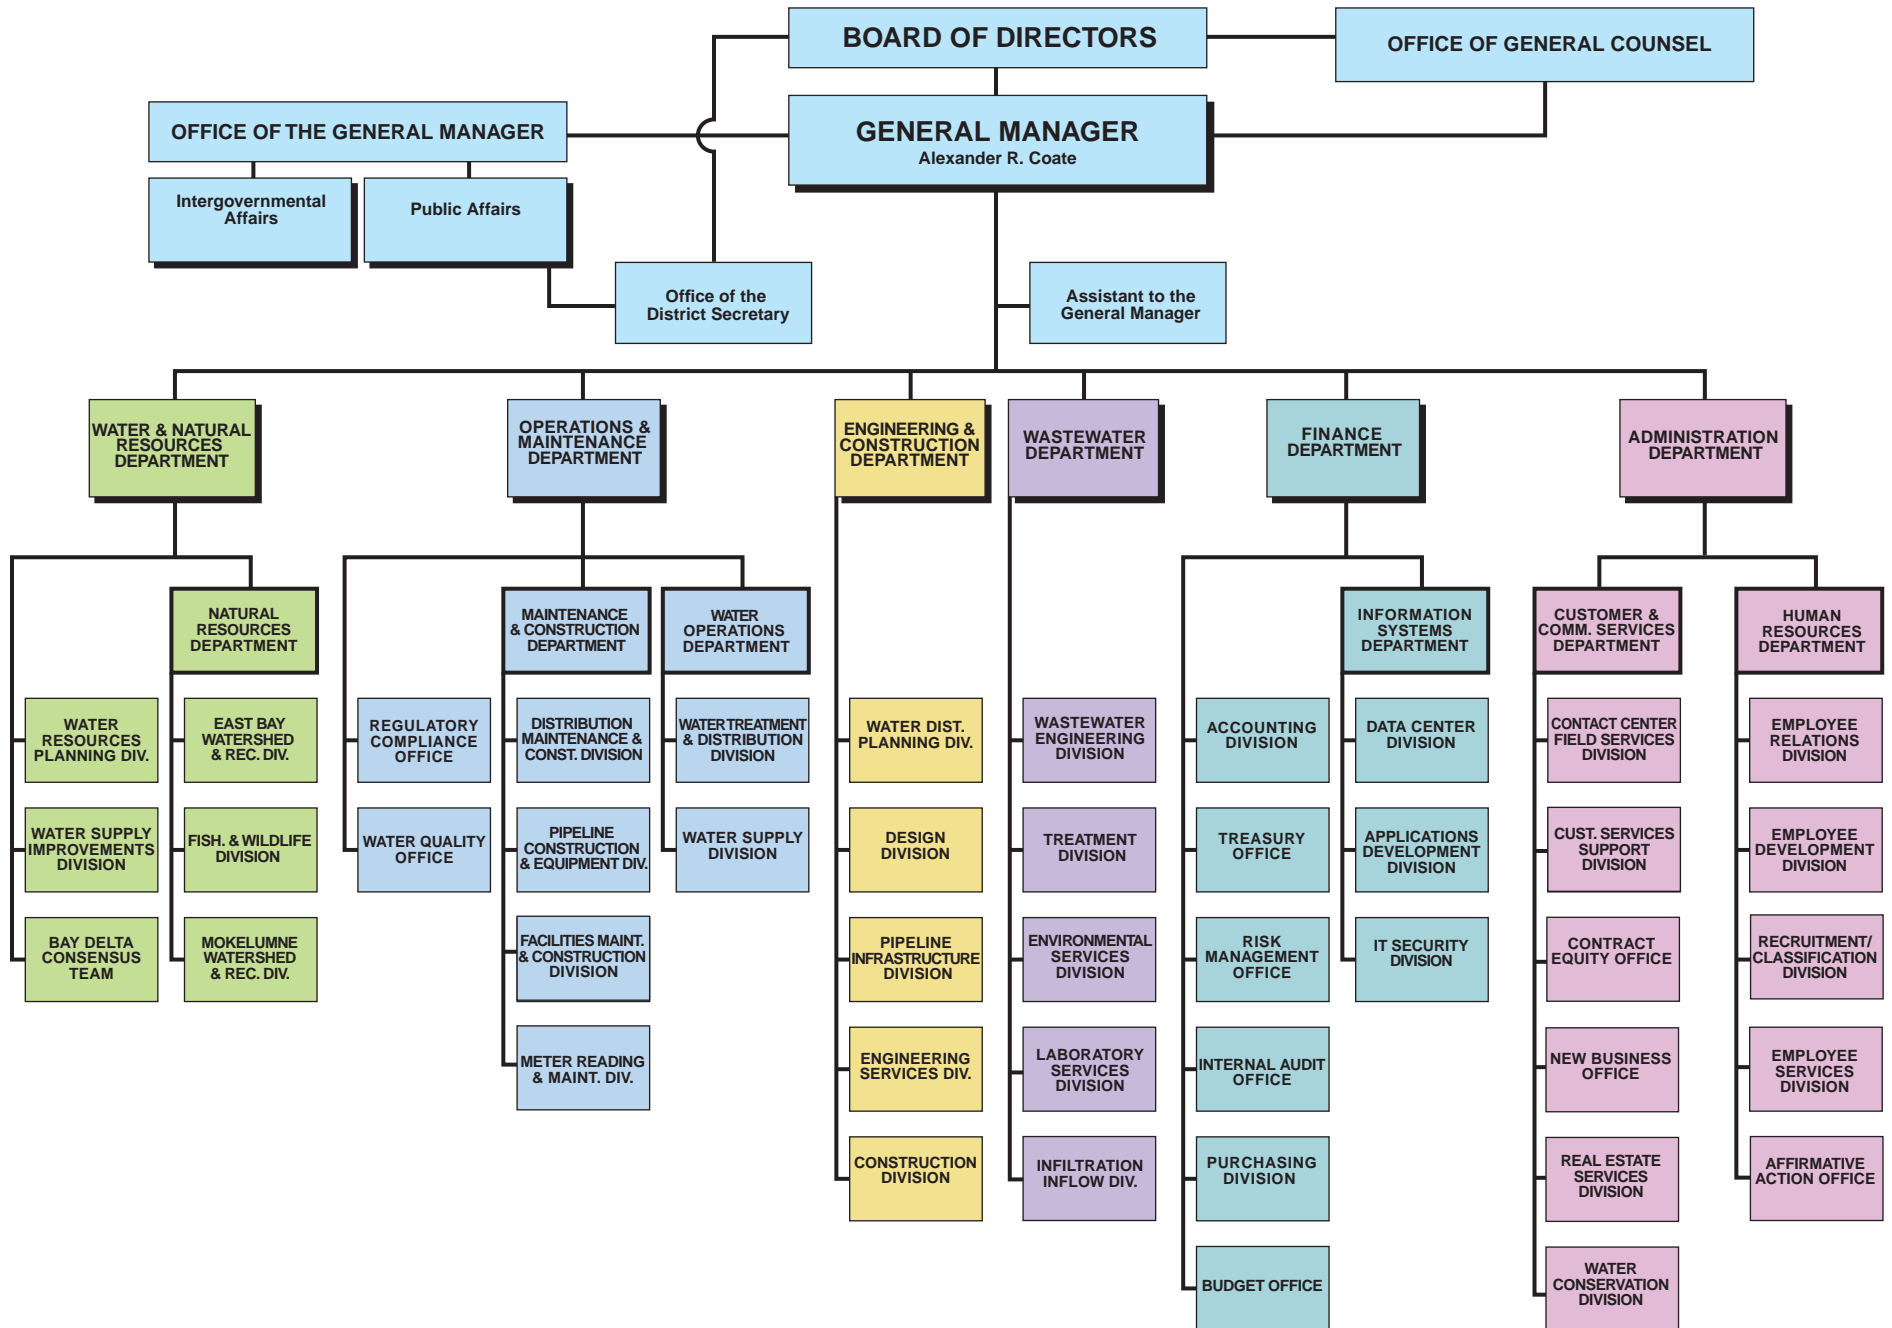 BOARD OF DIRECTORS
OFFICE OF GENERAL COUNSEL
OFFICE OF THE GENERAL MANAGER
GENERAL MANAGER
Alexander R. Coate
Intergovernmental
Affairs
Public Affairs
Office of the
District Secretary
Assistant to the
General Manager
WATER & NATURAL
RESOURCES
DEPARTMENT
OPERATIONS &
MAINTENANCE
DEPARTMENT
ENGINEERING &
CONSTRUCTION
DEPARTMENT
WASTEWATER
DEPARTMENT
FINANCE
DEPARTMENT
ADMINISTRATION
DEPARTMENT
NATURAL
RESOURCES
DEPARTMENT
MAINTENANCE
& CONSTRUCTION
DEPARTMENT
WATER
OPERATIONS
DEPARTMENT
INFORMATION
SYSTEMS
DEPARTMENT
CUSTOMER &
COMM. SERVICES
DEPARTMENT
HUMAN
RESOURCES
DEPARTMENT
WATER
RESOURCES
PLANNING DIV.
EAST BAY
WATERSHED
& REC. DIV.
REGULATORY
COMPLIANCE
OFFICE
DISTRIBUTION
MAINTENANCE &
CONST. DIVISION
WATER TREATMENT
& DISTRIBUTION
DIVISION
WATER DIST.
PLANNING DIV.
WASTEWATER
ENGINEERING
DIVISION
ACCOUNTING
DIVISION
DATA CENTER
DIVISION
CONTACT CENTER
FIELD SERVICES
DIVISION
EMPLOYEE
RELATIONS
DIVISION
WATER SUPPLY
IMPROVEMENTS
DIVISION
FISH. & WILDLIFE
DIVISION
WATER QUALITY
OFFICE
PIPELINE
CONSTRUCTION
& EQUIPMENT DIV.
WATER SUPPLY
DIVISION
DESIGN
DIVISION
TREATMENT
DIVISION
TREASURY
OFFICE
APPLICATIONS
DEVELOPMENT
DIVISION
CUST. SERVICES
SUPPORT
DIVISION
EMPLOYEE
DEVELOPMENT
DIVISION
BAY DELTA
CONSENSUS
TEAM
MOKELUMNE
WATERSHED
& REC. DIV.
FACILITIES MAINT.
& CONSTRUCTION
DIVISION
PIPELINE
INFRASTRUCTURE
DIVISION
ENVIRONMENTAL
SERVICES
DIVISION
RISK
MANAGEMENT
OFFICE
IT SECURITY
DIVISION
CONTRACT
EQUITY OFFICE
RECRUITMENT/
CLASSIFICATION
DIVISION
METER READING
& MAINT. DIV.
ENGINEERING
SERVICES DIV.
LABORATORY
SERVICES
DIVISION
INTERNAL AUDIT
OFFICE
NEW BUSINESS
OFFICE
EMPLOYEE
SERVICES
DIVISION
CONSTRUCTION
DIVISION
INFILTRATION
INFLOW DIV.
PURCHASING
DIVISION
REAL ESTATE
SERVICES
DIVISION
AFFIRMATIVE
ACTION OFFICE
BUDGET OFFICE
WATER
CONSERVATION
DIVISION